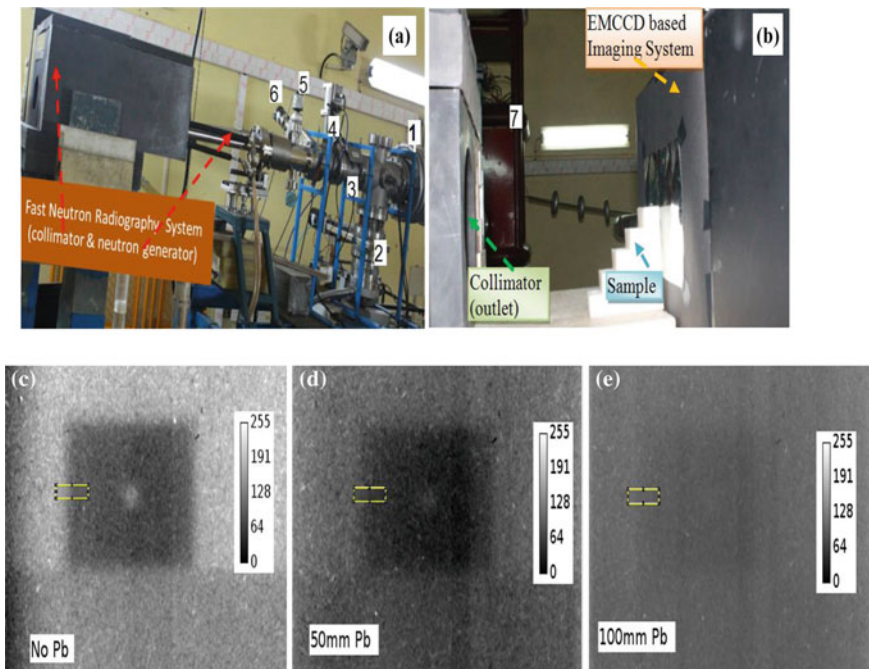 (a)
5
6
4
1
3
2
Fast Neutron Radiography System
(collimator & neutron generator)
EMCCD based
Imaging System
(b)
7
Collimator
(outlet)
Sample
(c)
255
191
128
64
0
No Pb
(d)
255
191
128
64
0
50mm Pb
(e)
255
191
128
64
0
100mm Pb